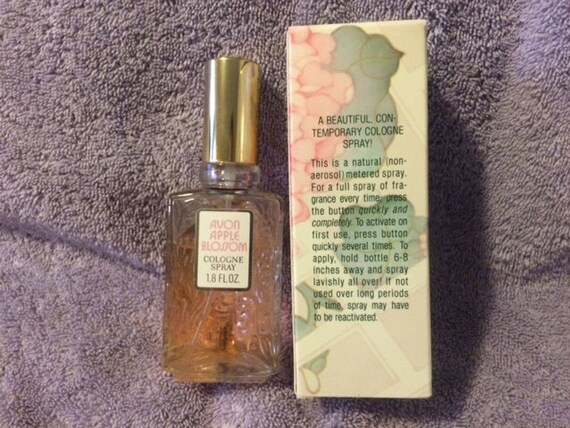 AVON
APPLE
BLOSSOM
COLOGNE
SPRAY
1.8 FL.OZ.
A BEAUTIFUL, CON-
TEMPORARY COLOGNE
SPRAY!
This is a natural (non-
aerosol) metered spray.
For a full spray of fra-
grance every time, press
the button quickly and
completely. To activate on
first use, press button
quickly several times. To
apply, hold bottle 6-8
inches away and spray
lavishly all over! If not
used over long periods
of time, spray may have
to be reactivated.